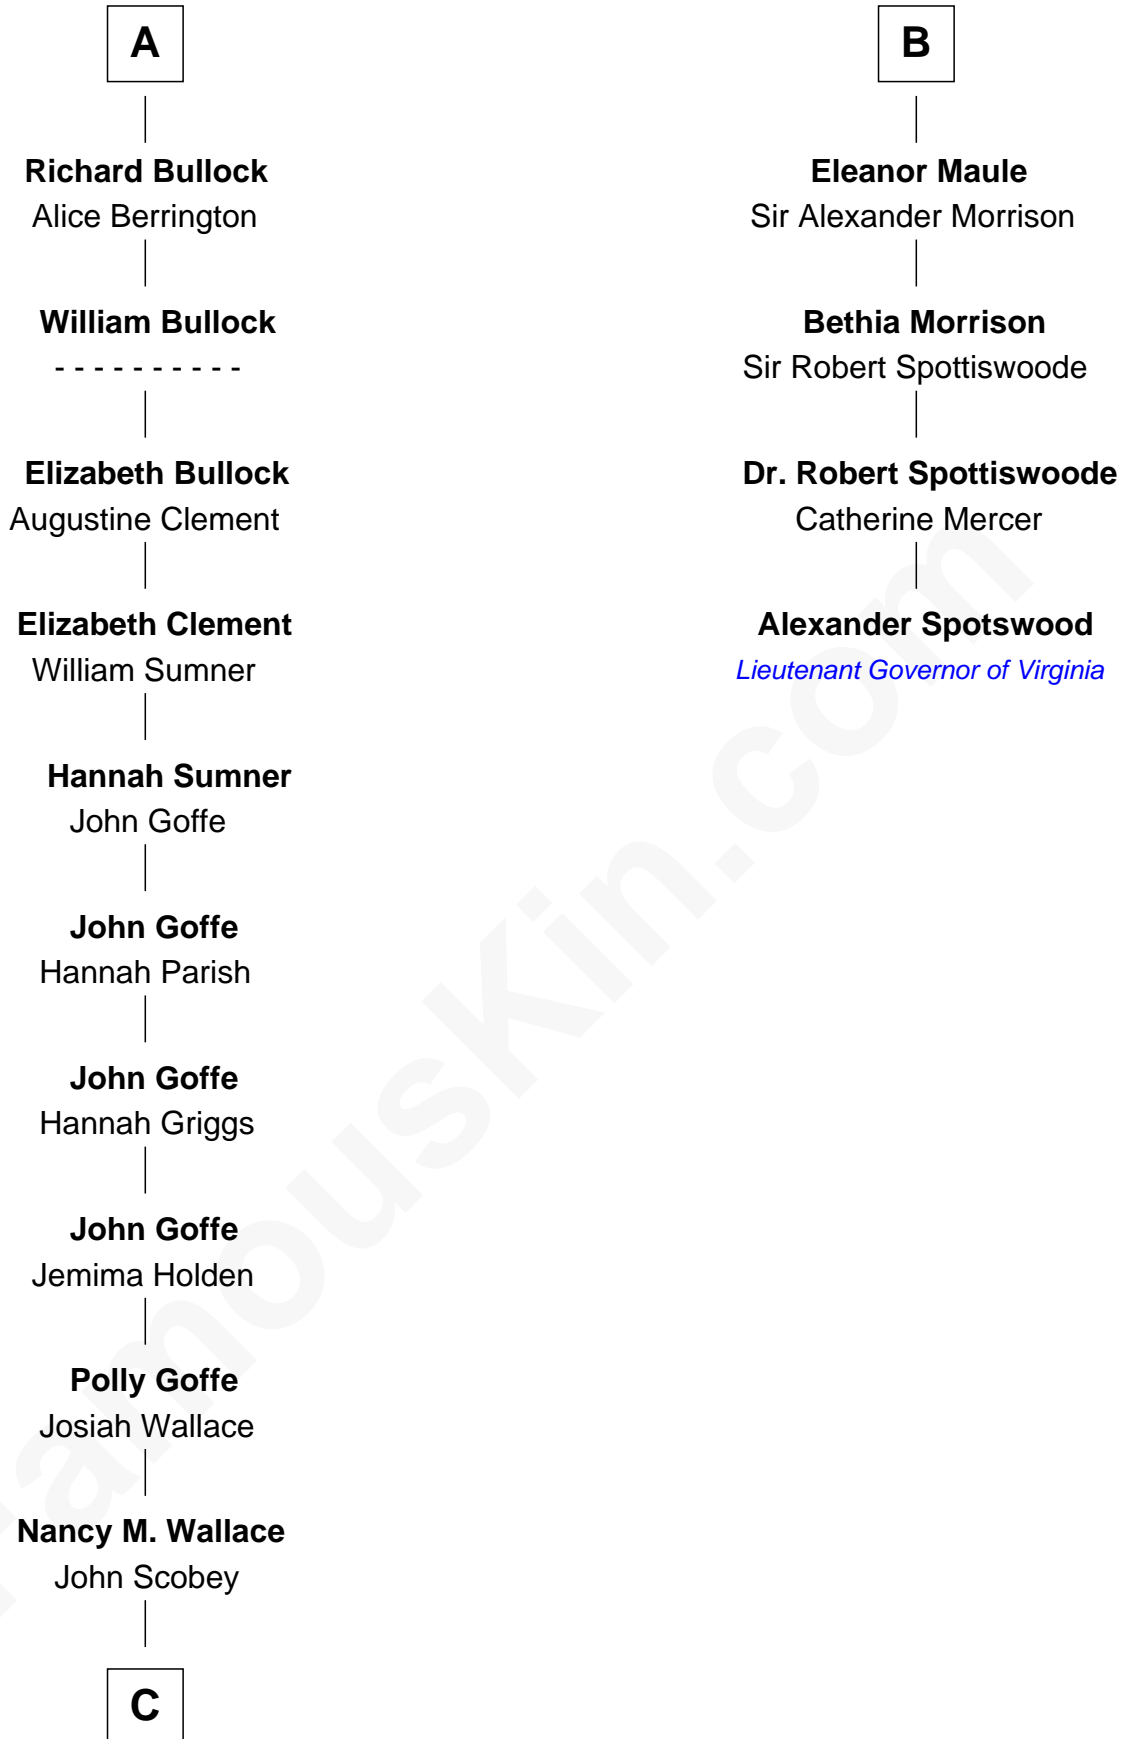 A
Richard Bullock
Alice Berrington
William Bullock
- - - - - - - - - -
Elizabeth Bullock
Augustine Clement
Elizabeth Clement
William Sumner
Hannah Sumner
John Goffe
John Goffe
Hannah Parish
John Goffe
Hannah Griggs
John Goffe
Jemima Holden
Polly Goffe
Josiah Wallace
Nancy M. Wallace
John Scobey
C
B
Eleanor Maule
Sir Alexander Morrison
Bethia Morrison
Sir Robert Spottiswoode
Dr. Robert Spottiswoode
Catherine Mercer
Alexander Spotswood
Lieutenant Governor of Virginia
FamousKin.com